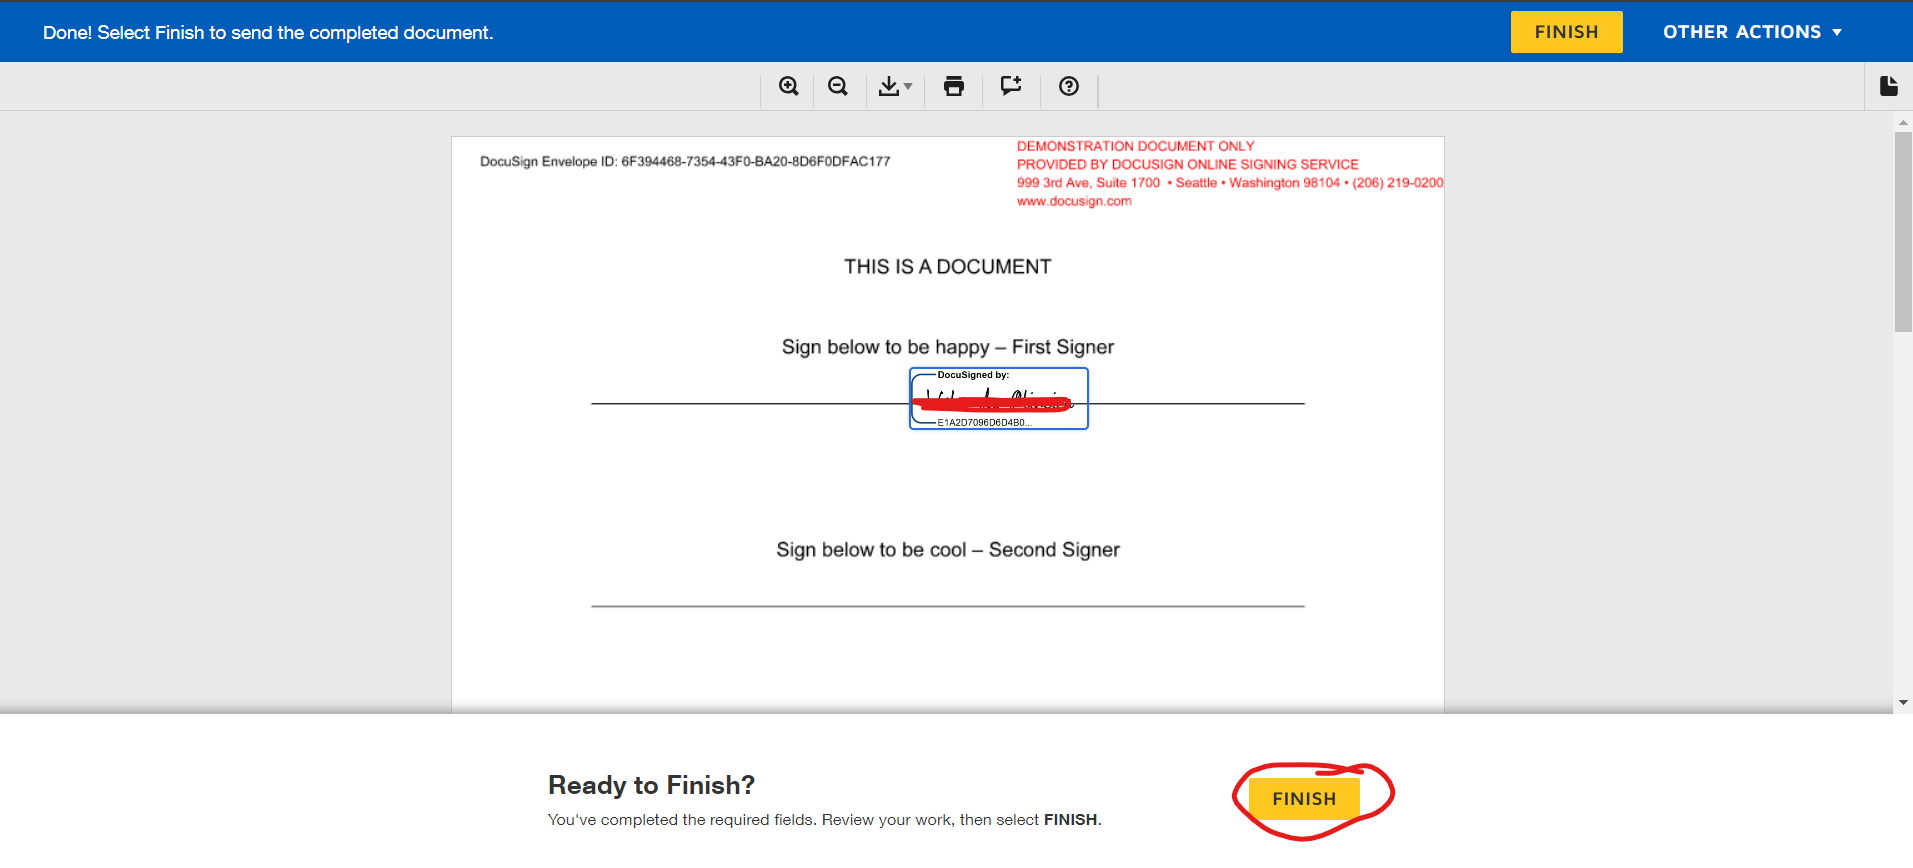 Done! Select Finish to send the completed document.
FINISH
OTHER ACTIONS
DocuSign Envelope ID: 6F394468-7354-43F0-BA20-8D6F0DFAC177
DEMONSTRATION DOCUMENT ONLY
PROVIDED BY DOCUSIGN ONLINE SIGNING SERVICE
999 3rd Ave, Suite 1700 • Seattle • Washington 98104 • (206) 219-0200
www.docusign.com
THIS IS A DOCUMENT
Sign below to be happy – First Signer
DocuSigned by:
E1A2D7096D6D4B0...
Sign below to be cool – Second Signer
Ready to Finish?
You've completed the required fields. Review your work, then select FINISH.
FINISH